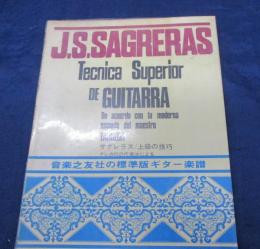 J.S.SAGRERAS
Tecnica Superior
DE GUITARRA
De acuerdo con la moderna
escuela del maestro
サグレラス/上級の技巧
音楽之友社の標準版ギター楽譜